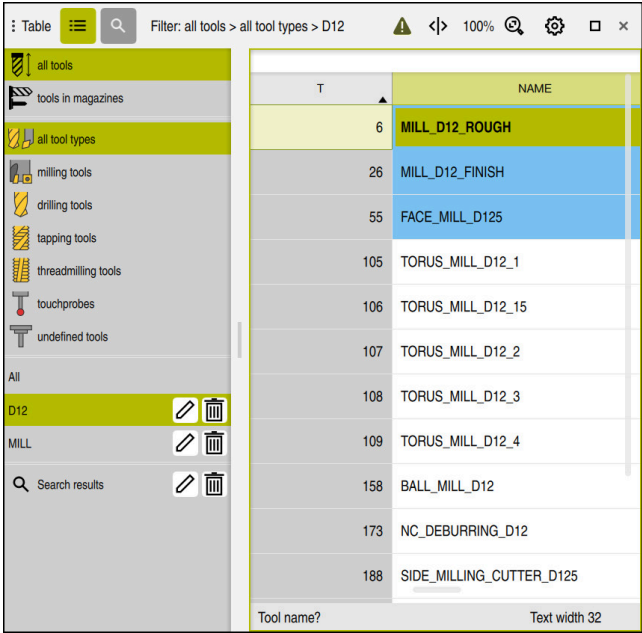 Table
Filter: all tools > all tool types > D12
100%
all tools
tools in magazines
all tool types
milling tools
drilling tools
tapping tools
threadmilling tools
touchprobes
undefined tools
All
D12
MILL
Search results
T NAME
6 MILL_D12_ROUGH
26 MILL_D12_FINISH
55 FACE_MILL_D125
105 TORUS_MILL_D12_1
106 TORUS_MILL_D12_15
107 TORUS_MILL_D12_2
108 TORUS_MILL_D12_3
109 TORUS_MILL_D12_4
158 BALL_MILL_D12
173 NC_DEBURRING_D12
188 SIDE_MILLING_CUTTER_D125
Tool name? Text width 32